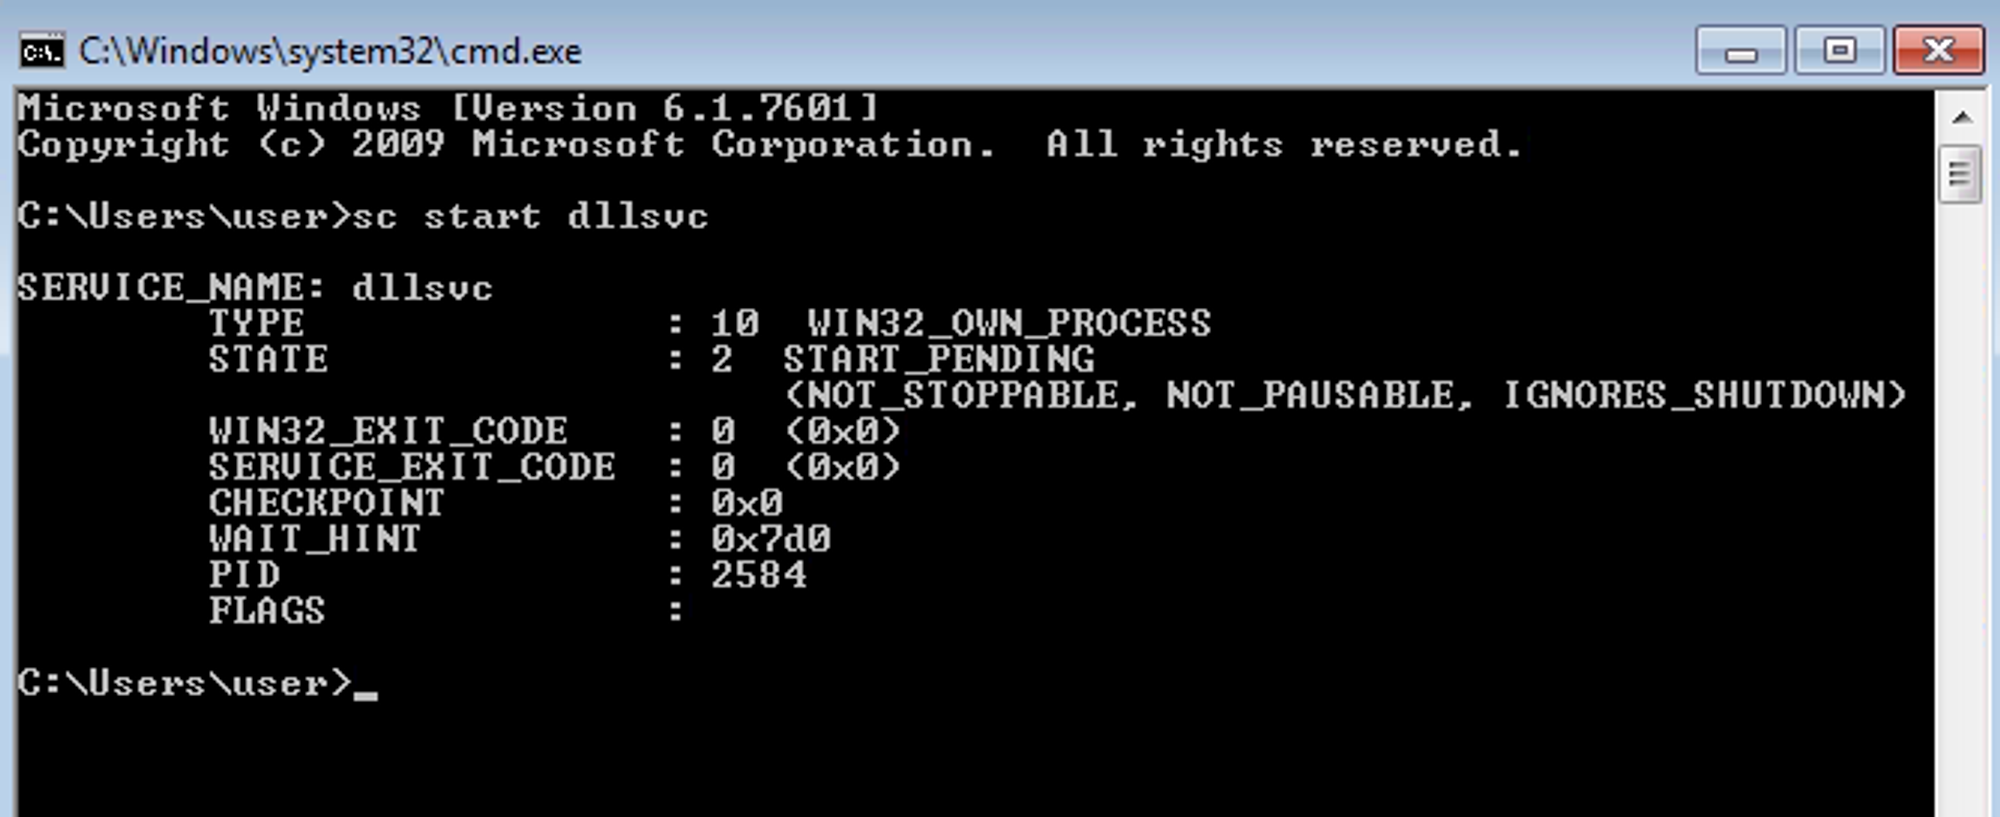 C:\Windows\system32\cmd.exe
Microsoft Windows [Version 6.1.7601]
Copyright (c) 2009 Microsoft Corporation.  All rights reserved.
C:\Users\user>sc start dllsvc
SERVICE_NAME: dllsvc
        TYPE               : 10  WIN32_OWN_PROCESS
        STATE              : 2  START_PENDING
                                (NOT_STOPPABLE, NOT_PAUSABLE, IGNORES_SHUTDOWN)
        WIN32_EXIT_CODE    : 0  (0x0)
        SERVICE_EXIT_CODE  : 0  (0x0)
        CHECKPOINT         : 0x0
        WAIT_HINT          : 0x7d0
        PID                : 2584
        FLAGS              :
C:\Users\user>_